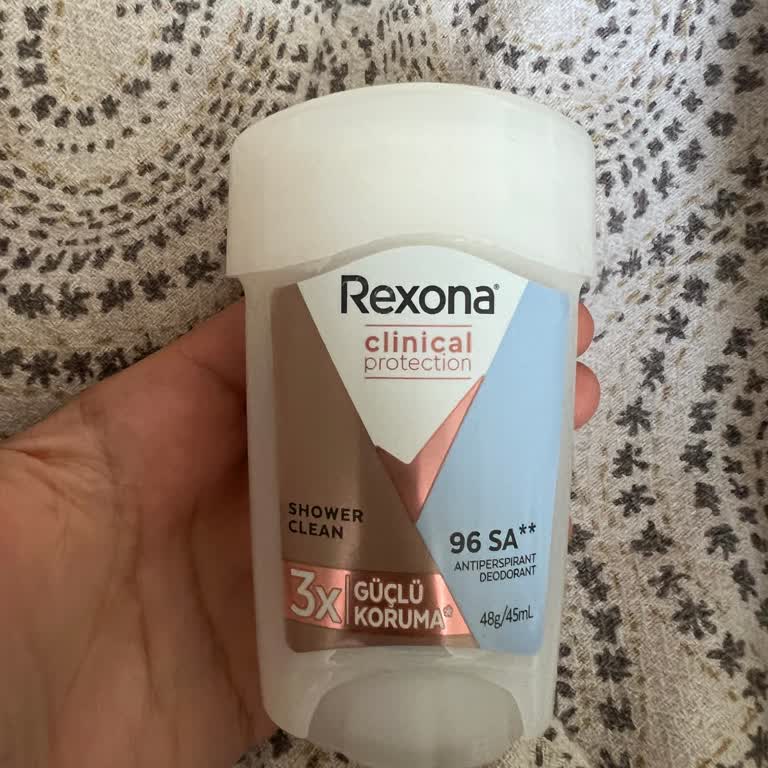 Rexona®
clinical
protection
SHOWER
CLEAN
3x GÜÇLÜ
KORUMA*
96 SA**
ANTIPERSPIRANT
DEODORANT
48g/45mL